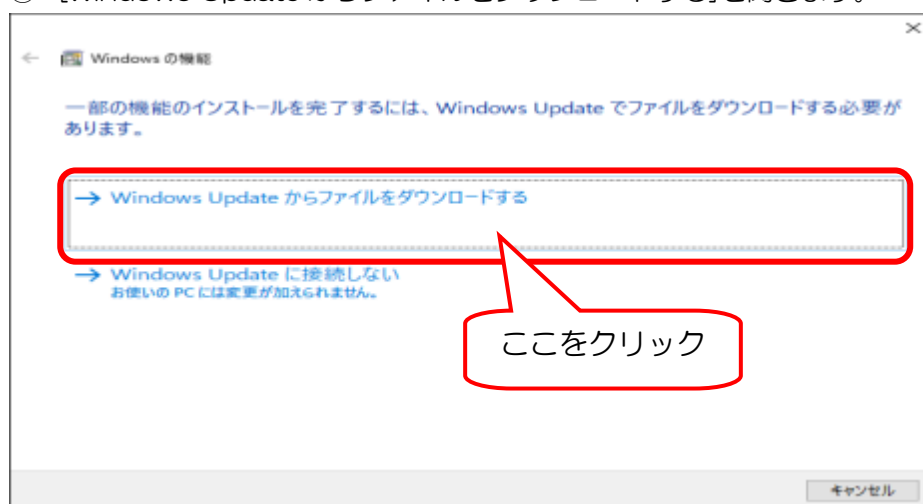 Windows の機能
一部の機能のインストールを完了するには、Windows Update でファイルをダウンロードする必要が
あります。
→ Windows Update からファイルをダウンロードする
→ Windows Update に接続しない
お使いの PC には変更が加えられません。
ここをクリック
キャンセル